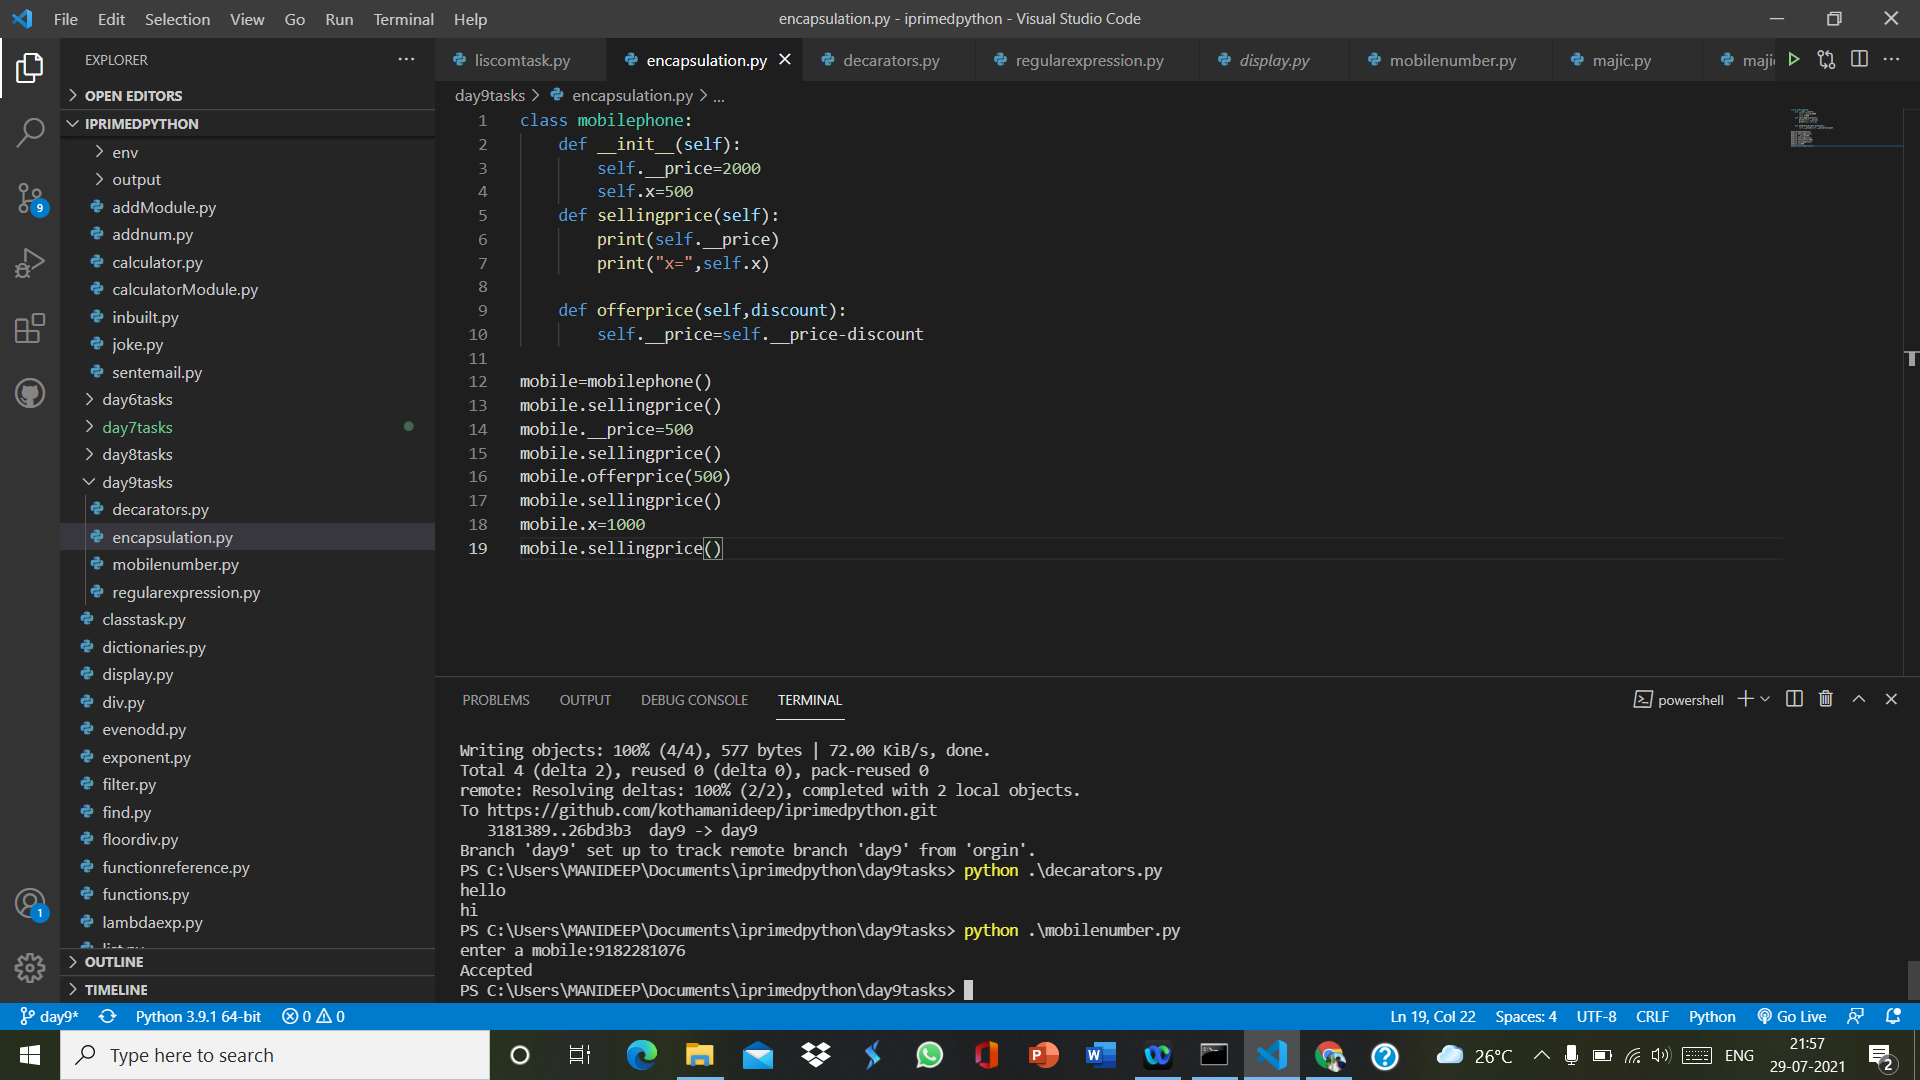 File Edit Selection View Go Run Terminal Help
encapsulation.py - iprimedpython - Visual Studio Code
EXPLORER
OPEN EDITORS
IPRIMEDPYTHON
env
output
addModule.py
addnum.py
calculator.py
calculatorModule.py
inbuilt.py
joke.py
sentemail.py
day6tasks
day7tasks
day8tasks
day9tasks
decarators.py
encapsulation.py
mobilenumber.py
regularexpression.py
classtask.py
dictionaries.py
display.py
div.py
evenodd.py
exponent.py
filter.py
find.py
floordiv.py
functionreference.py
functions.py
lambdaexp.py
OUTLINE
TIMELINE
9
1
liscomtask.py encapsulation.py decarators.py regularexpression.py display.py mobilenumber.py majic.py
day9tasks > encapsulation.py > ...
1 class mobilephone:
2 def __init__(self):
3 self.__price=2000
4 self.x=500
5 def sellingprice(self):
6 print(self.__price)
7 print("x=",self.x)
8
9 def offerprice(self,discount):
10 self.__price=self.__price-discount
11
12 mobile=mobilephone()
13 mobile.sellingprice()
14 mobile.__price=500
15 mobile.sellingprice()
16 mobile.offerprice(500)
17 mobile.sellingprice()
18 mobile.x=1000
19 mobile.sellingprice()
PROBLEMS OUTPUT DEBUG CONSOLE TERMINAL
powershell
Writing objects: 100% (4/4), 577 bytes | 72.00 KiB/s, done.
Total 4 (delta 2), reused 0 (delta 0), pack-reused 0
remote: Resolving deltas: 100% (2/2), completed with 2 local objects.
To https://github.com/kothamanideep/iprimedpython.git
3181389..26bd3b3 day9 -> day9
Branch 'day9' set up to track remote branch 'day9' from 'orgin'.
PS C:\Users\MANIDEEP\Documents\iprimedpython\day9tasks> python .\decarators.py
hello
hi
PS C:\Users\MANIDEEP\Documents\iprimedpython\day9tasks> python .\mobilenumber.py
enter a mobile:9182281076
Accepted
PS C:\Users\MANIDEEP\Documents\iprimedpython\day9tasks>
day9* Python 3.9.1 64-bit 0 0
Ln 19, Col 22 Spaces: 4 UTF-8 CRLF Python Go Live
Type here to search
26°C ENG
21:57
29-07-2021
2